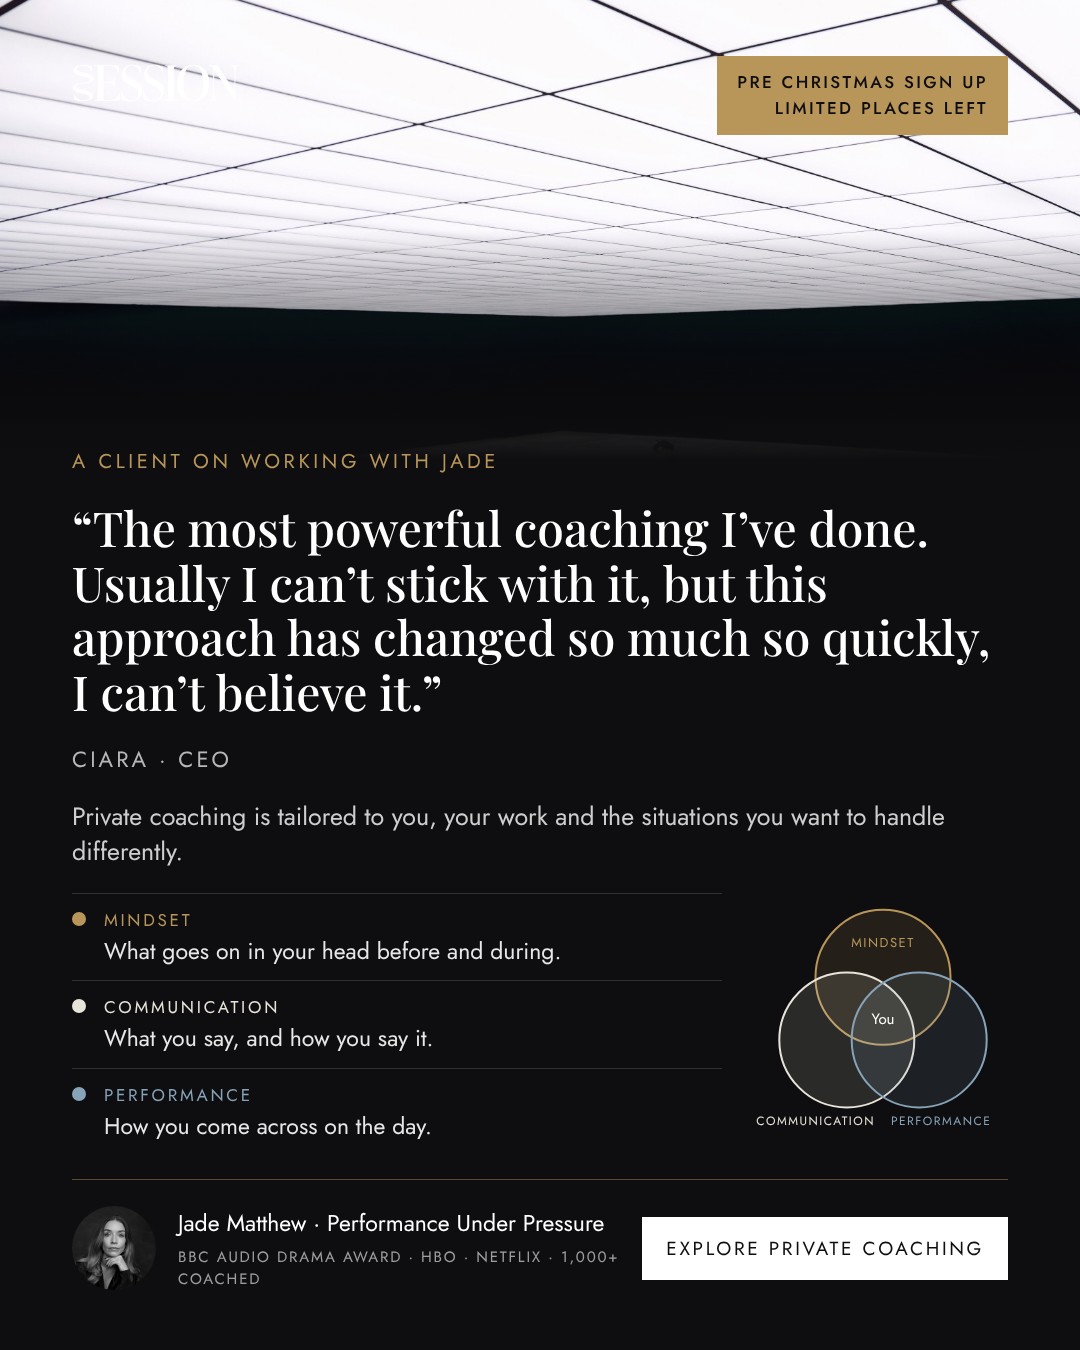 SESSION
PRE CHRISTMAS SIGN UP
LIMITED PLACES LEFT
A CLIENT ON WORKING WITH JADE
“The most powerful coaching I’ve done.
Usually I can’t stick with it, but this
approach has changed so much so quickly,
I can’t believe it.”
CIARA · CEO
Private coaching is tailored to you, your work and the situations you want to handle
differently.
MINDSET
What goes on in your head before and during.
COMMUNICATION
What you say, and how you say it.
PERFORMANCE
How you come across on the day.
MINDSET
You
COMMUNICATION PERFORMANCE
Jade Matthew · Performance Under Pressure
BBC AUDIO DRAMA AWARD · HBO · NETFLIX · 1,000+
COACHED
EXPLORE PRIVATE COACHING